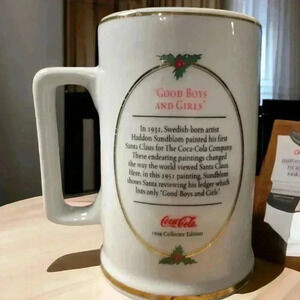 "GOOD BOYS
AND GIRLS"
In 1931, Swedish-born artist
Haddon Sundblom painted his first
Santa Claus for The Coca-Cola Company.
These endearing paintings changed
the way the world viewed Santa Claus.
Here, in this 1951 painting, Sundblom
shows Santa reviewing his ledger which
lists only "Good Boys and Girls."
Coca-Cola
Collectors Edition